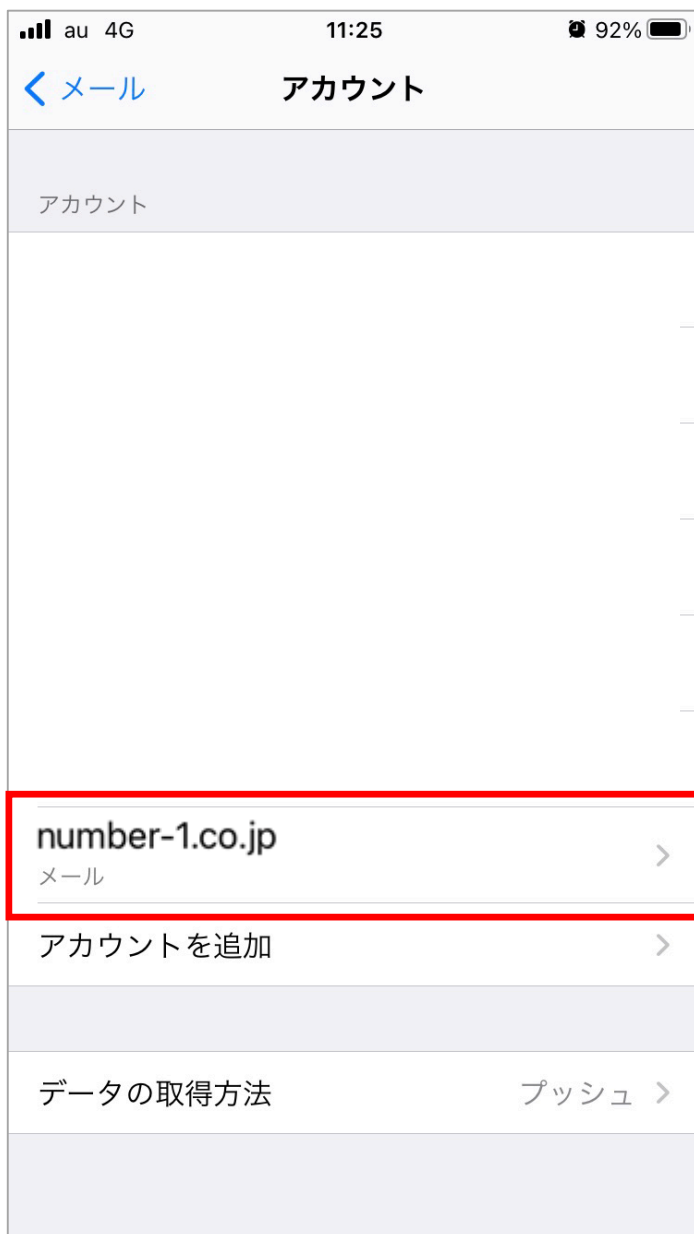 au 4G 11:25 92%
メール アカウント
アカウント
number-1.co.jp
メール
アカウントを追加
データの取得方法 プッシュ